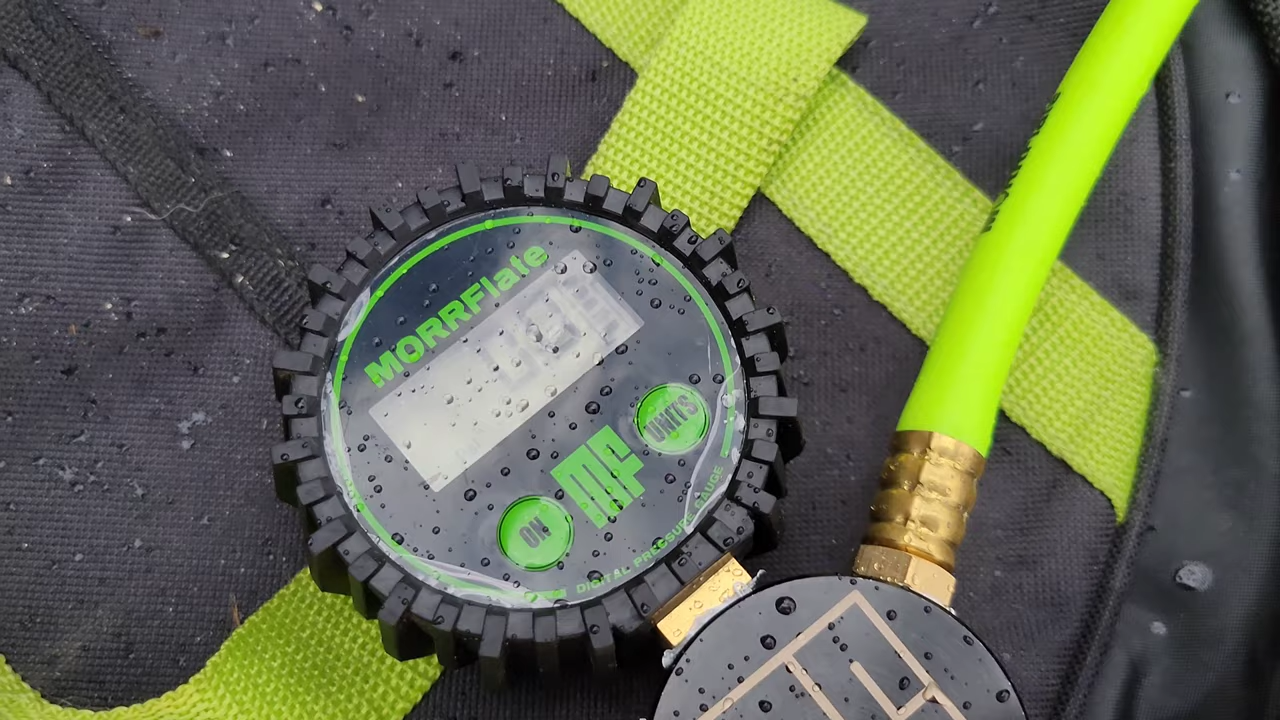 MORRFlate
UNITS
MF
ON
DIGITAL PRESSURE GAUGE